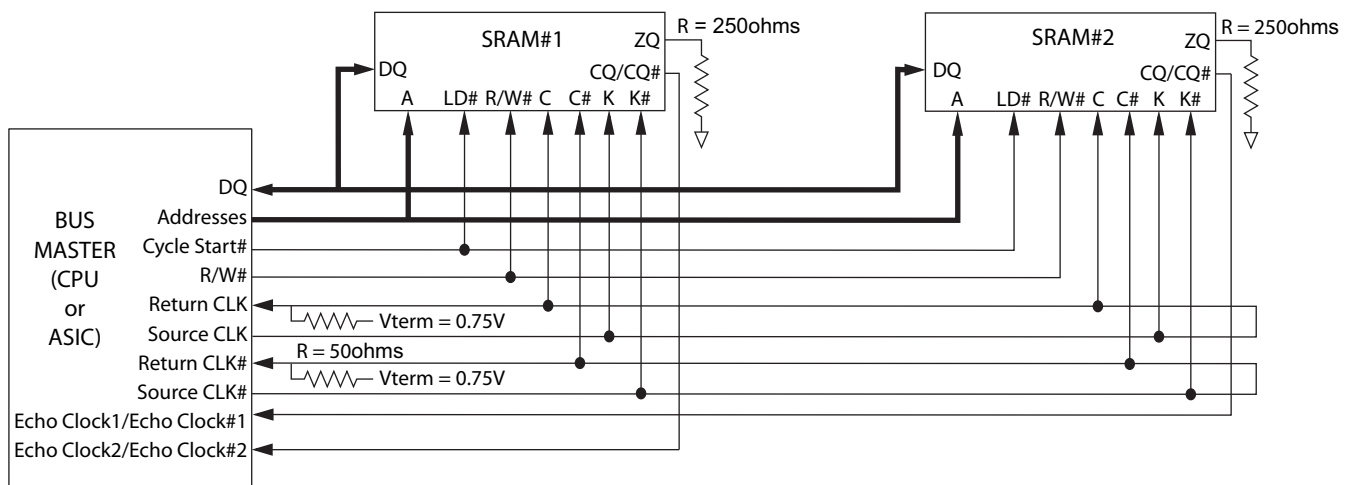 SRAM#1
ZQ
R = 250ohms
DQ
CQ/CQ#
A LD# R/W# C C# K K#
SRAM#2
ZQ
R = 250ohms
DQ
CQ/CQ#
A LD# R/W# C C# K K#
BUS
MASTER
(CPU
or
ASIC)
DQ
Addresses
Cycle Start#
R/W#
Return CLK
Vterm = 0.75V
Source CLK
R = 50ohms
Return CLK#
Vterm = 0.75V
Source CLK#
Echo Clock1/Echo Clock#1
Echo Clock2/Echo Clock#2